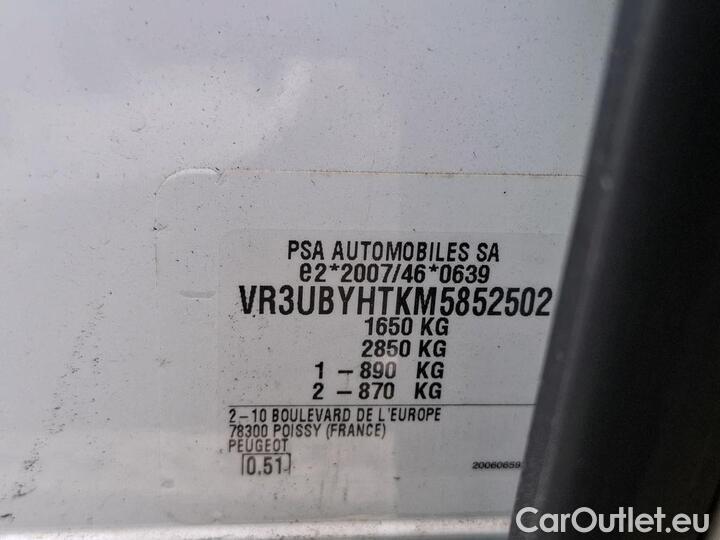 PSA AUTOMOBILES SA
e2*2007/46*0639
VR3UBYHTKM5852502
1650 KG
2850 KG
1 – 890 KG
2 – 870 KG
2 – 10 BOULEVARD DE L'EUROPE
78300 POISSY (FRANCE)
PEUGEOT
0.51
CarOutlet.eu